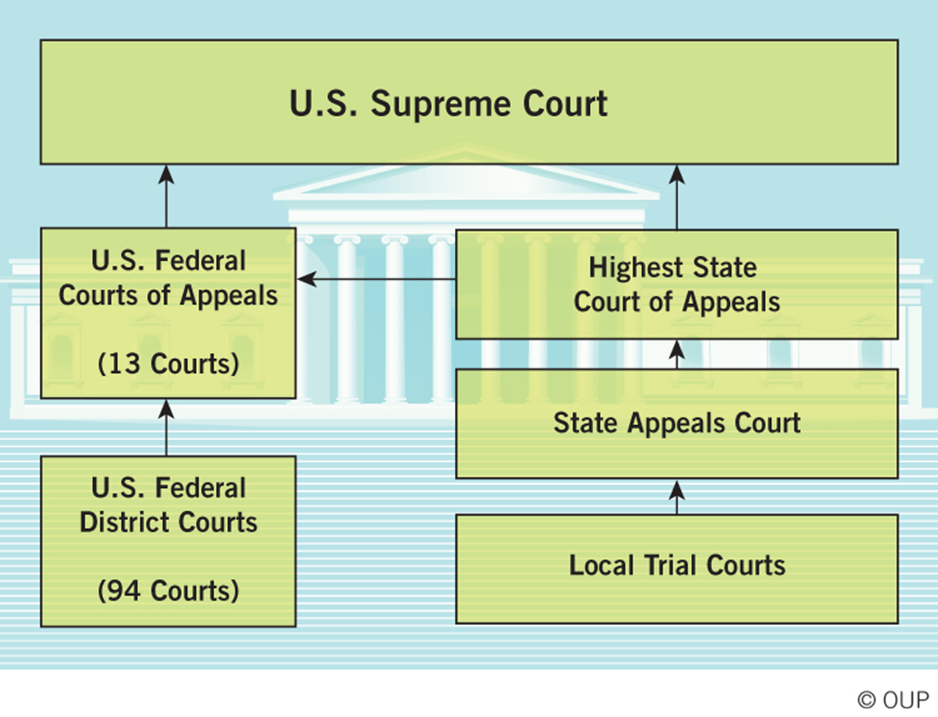 U.S. Supreme Court
U.S. Federal
Courts of Appeals
(13 Courts)
Highest State
Court of Appeals
State Appeals Court
U.S. Federal
District Courts
(94 Courts)
Local Trial Courts
© OUP